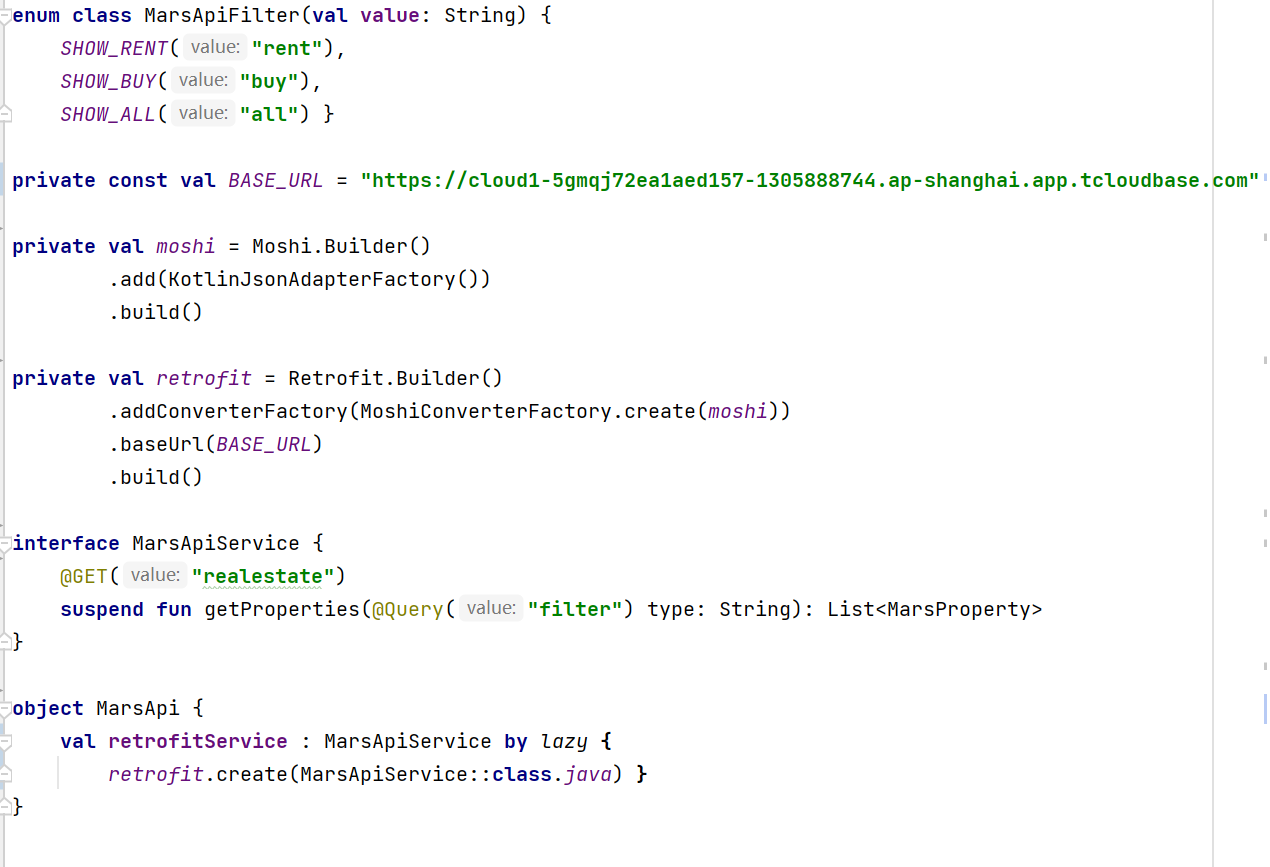 enum class MarsApiFilter(val value: String) {
    SHOW_RENT( value: "rent"),
    SHOW_BUY( value: "buy"),
    SHOW_ALL( value: "all") }
private const val BASE_URL = "https://cloud1-5gmqj72ea1aed157-1305888744.ap-shanghai.app.tcloudbase.com"
private val moshi = Moshi.Builder()
        .add(KotlinJsonAdapterFactory())
        .build()
private val retrofit = Retrofit.Builder()
        .addConverterFactory(MoshiConverterFactory.create(moshi))
        .baseUrl(BASE_URL)
        .build()
interface MarsApiService {
    @GET( value: "realestate")
    suspend fun getProperties(@Query( value: "filter") type: String): List<MarsProperty>
}
object MarsApi {
    val retrofitService : MarsApiService by lazy {
        retrofit.create(MarsApiService::class.java) }
}